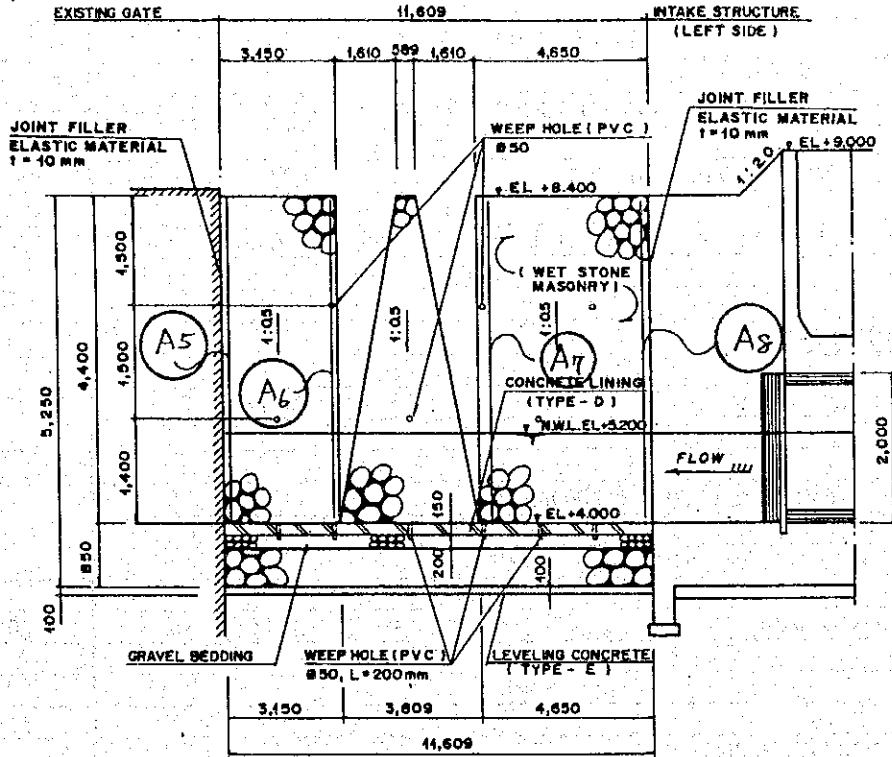 EXISTING GATE
11,609
INTAKE STRUCTURE
(LEFT SIDE)
3,150
1,610
589
1,610
4,650
JOINT FILLER
ELASTIC MATERIAL
t = 10 mm
WEEP HOLE (PVC)
ø50
JOINT FILLER
ELASTIC MATERIAL
t = 10 mm
EL +9.000
1:20
EL +8.400
1,500
(WET STONE
MASONRY)
1:0.5
1:0.5
1:0.5
A5
A6
A7
A8
5,250
4,400
1,500
CONCRETE LINING
(TYPE - D)
N.W.L. EL+5.200
FLOW
2,000
1,400
150
EL +4.000
850
200
100
100
GRAVEL BEDDING
WEEP HOLE (PVC)
ø50, L=200mm
LEVELING CONCRETE
(TYPE - E)
3,150
3,809
4,650
11,609